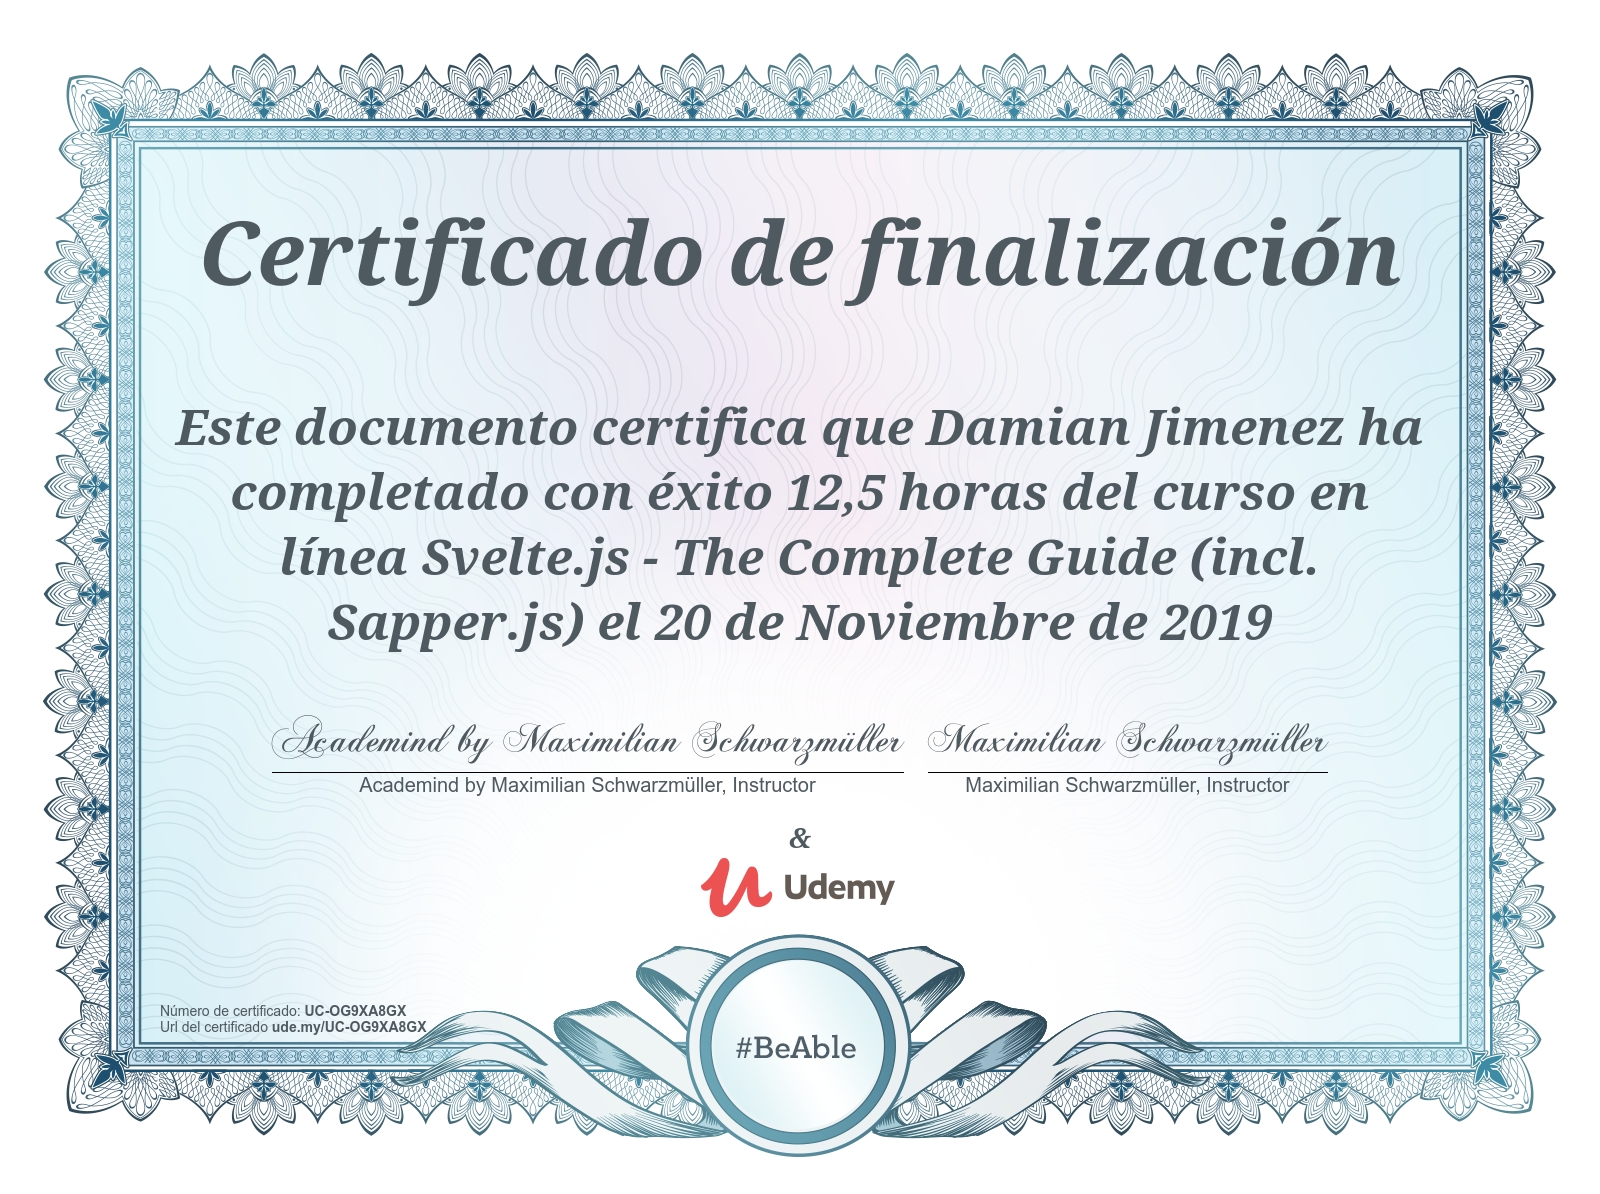 Certificado de finalización
Este documento certifica que Damian Jimenez ha
completado con éxito 12,5 horas del curso en
línea Svelte.js - The Complete Guide (incl.
Sapper.js) el 20 de Noviembre de 2019
Academind by Maximilian Schwarzmüller
Maximilian Schwarzmüller
Academind by Maximilian Schwarzmüller, Instructor
Maximilian Schwarzmüller, Instructor
&
Udemy
Número de certificado: UC-OG9XA8GX
Url del certificado ude.my/UC-OG9XA8GX
#BeAble